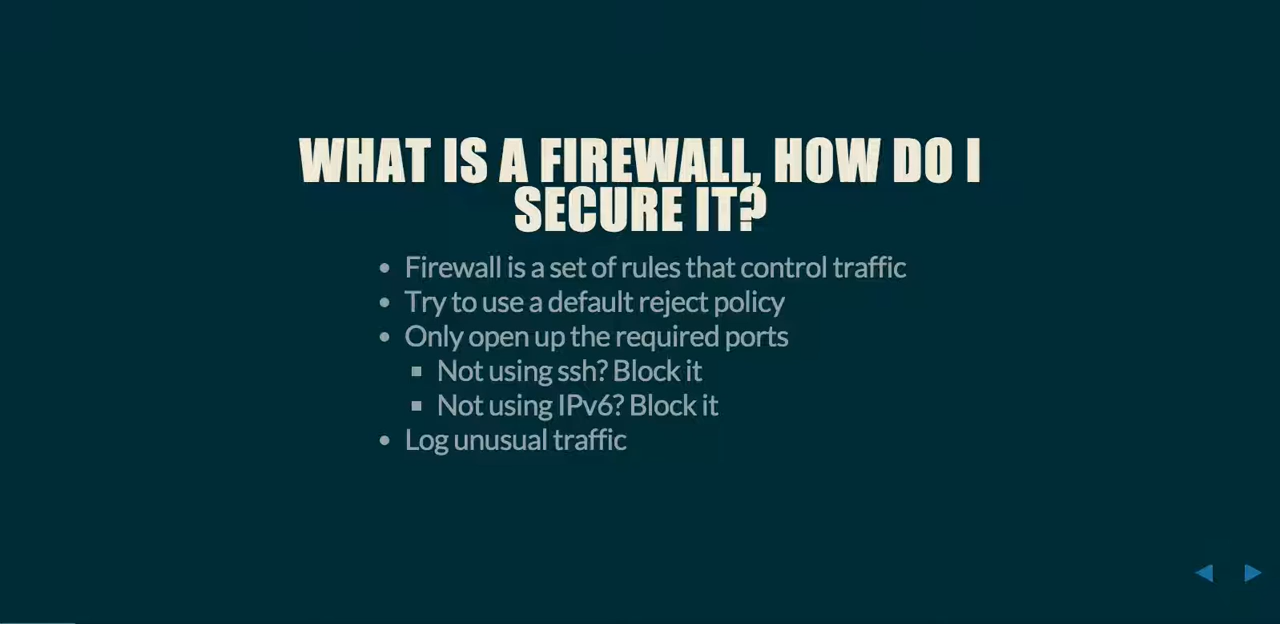 WHAT IS A FIREWALL, HOW DO I
SECURE IT?
Firewall is a set of rules that control traffic
Try to use a default reject policy
Only open up the required ports
Not using ssh? Block it
Not using IPv6? Block it
Log unusual traffic